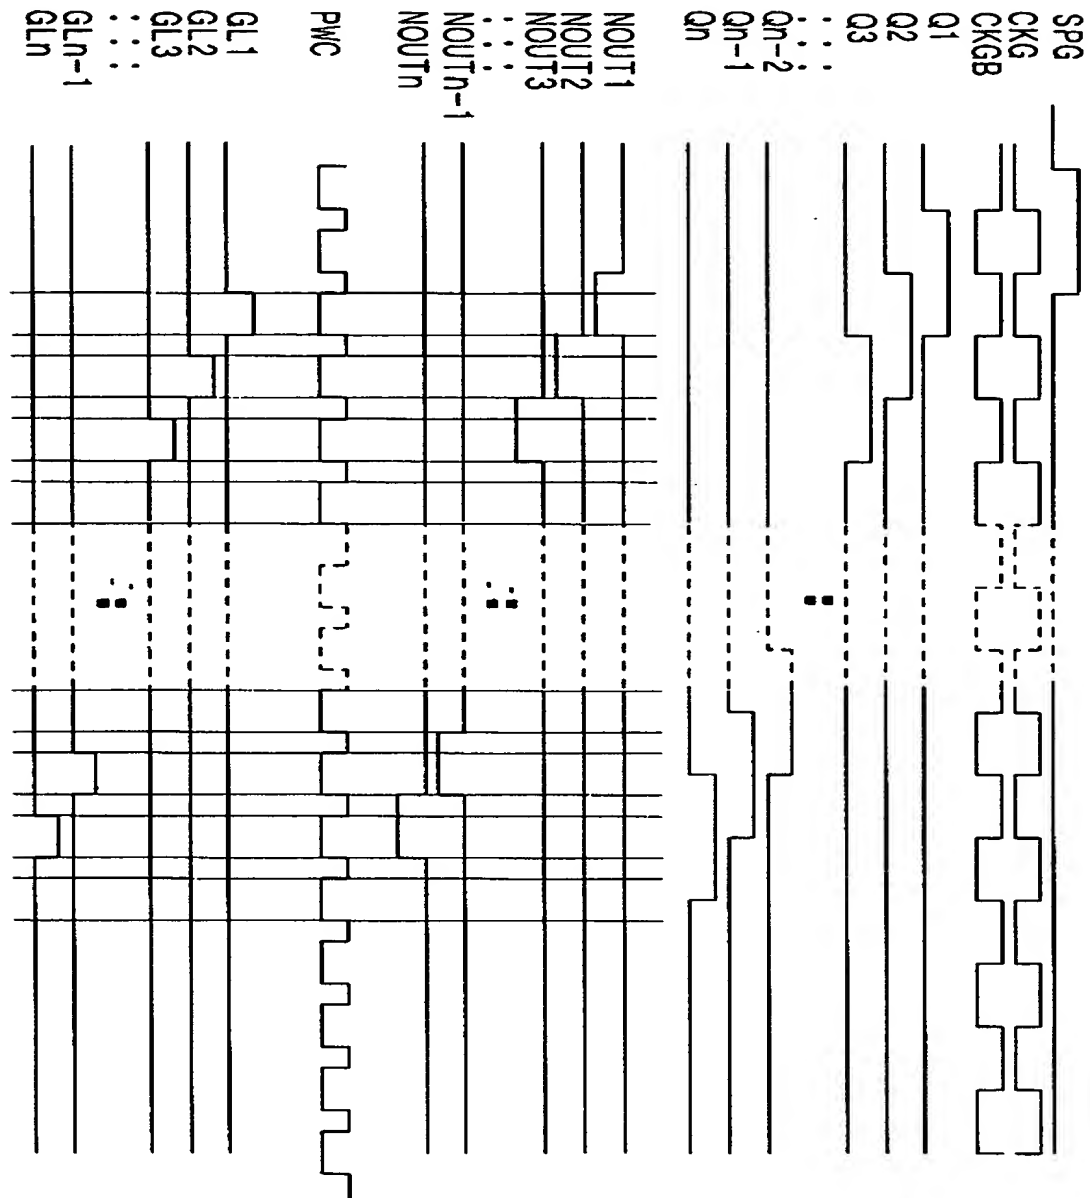 SPG
CKG
CKGB
Q1
Q2
Q3
: :
Qn-2
Qn-1
Qn
NOUT1
NOUT2
NOUT3
: :
NOUTn-1
NOUTn
PWC
GL1
GL2
GL3
: :
GLn-1
GLn